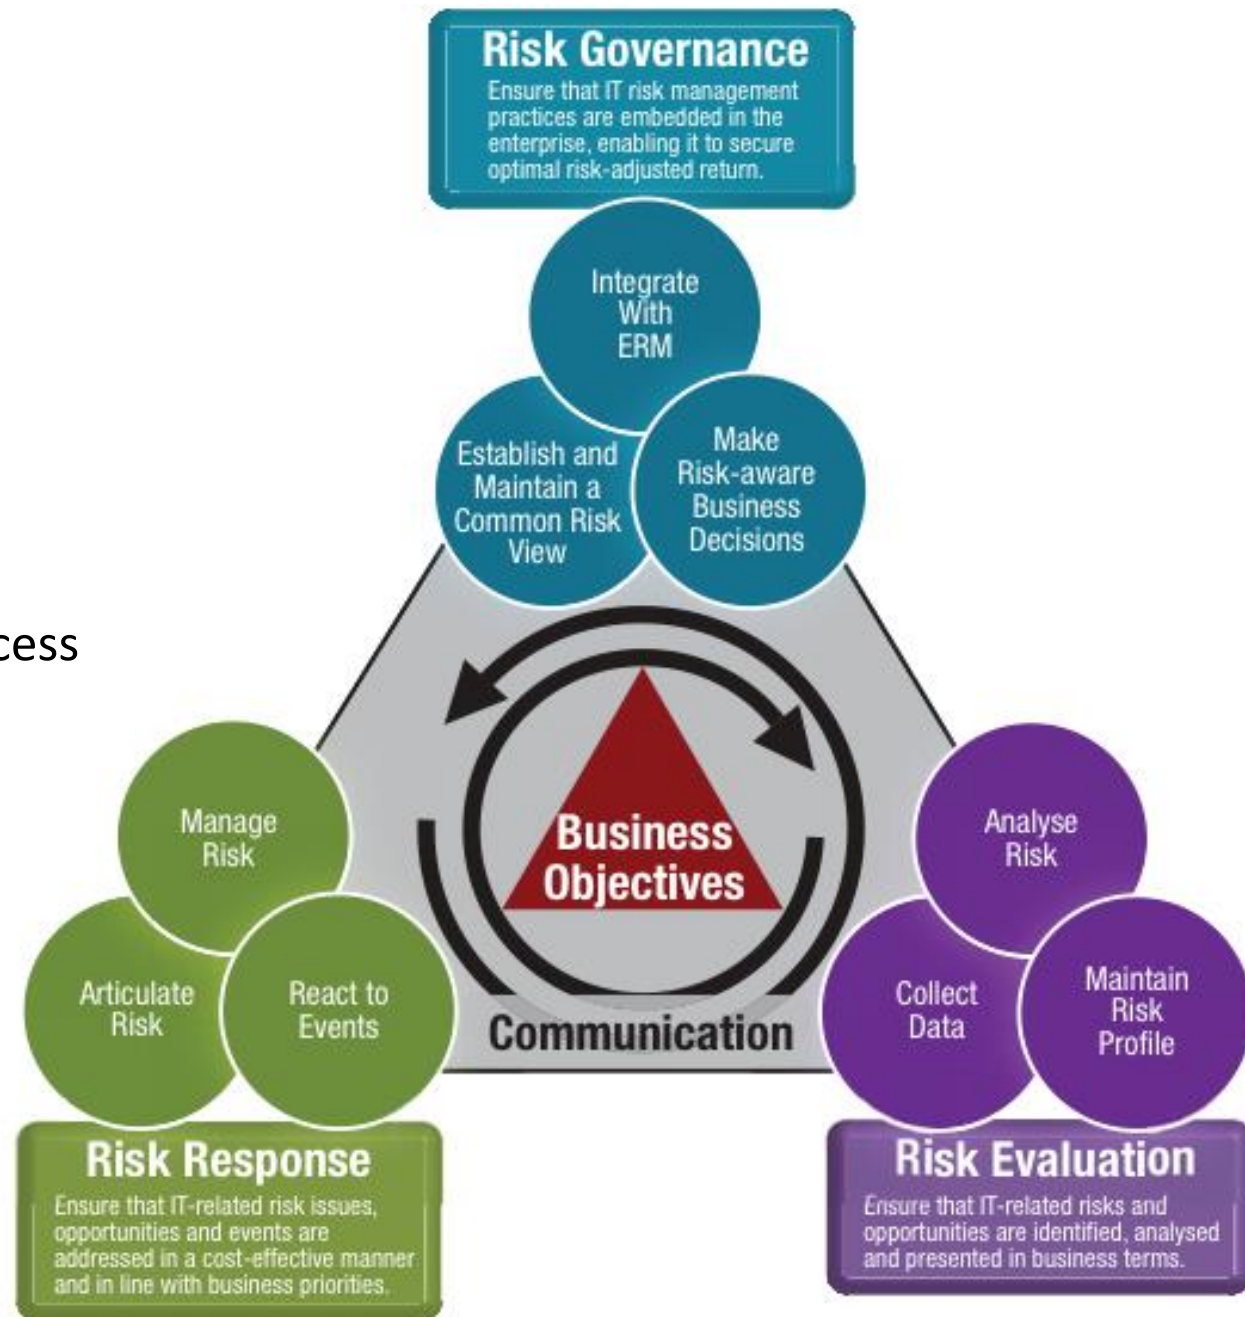 Risk Governance
Ensure that IT risk management
practices are embedded in the
enterprise, enabling it to secure
optimal risk-adjusted return.
Integrate
With
ERM
Establish and
Maintain a
Common Risk
View
Make
Risk-aware
Business
Decisions
cess
Business
Objectives
Communication
Manage
Risk
Articulate
Risk
React to
Events
Risk Response
Ensure that IT-related risk issues,
opportunities and events are
addressed in a cost-effective manner
and in line with business priorities.
Analyse
Risk
Collect
Data
Maintain
Risk
Profile
Risk Evaluation
Ensure that IT-related risks and
opportunities are identified, analysed
and presented in business terms.